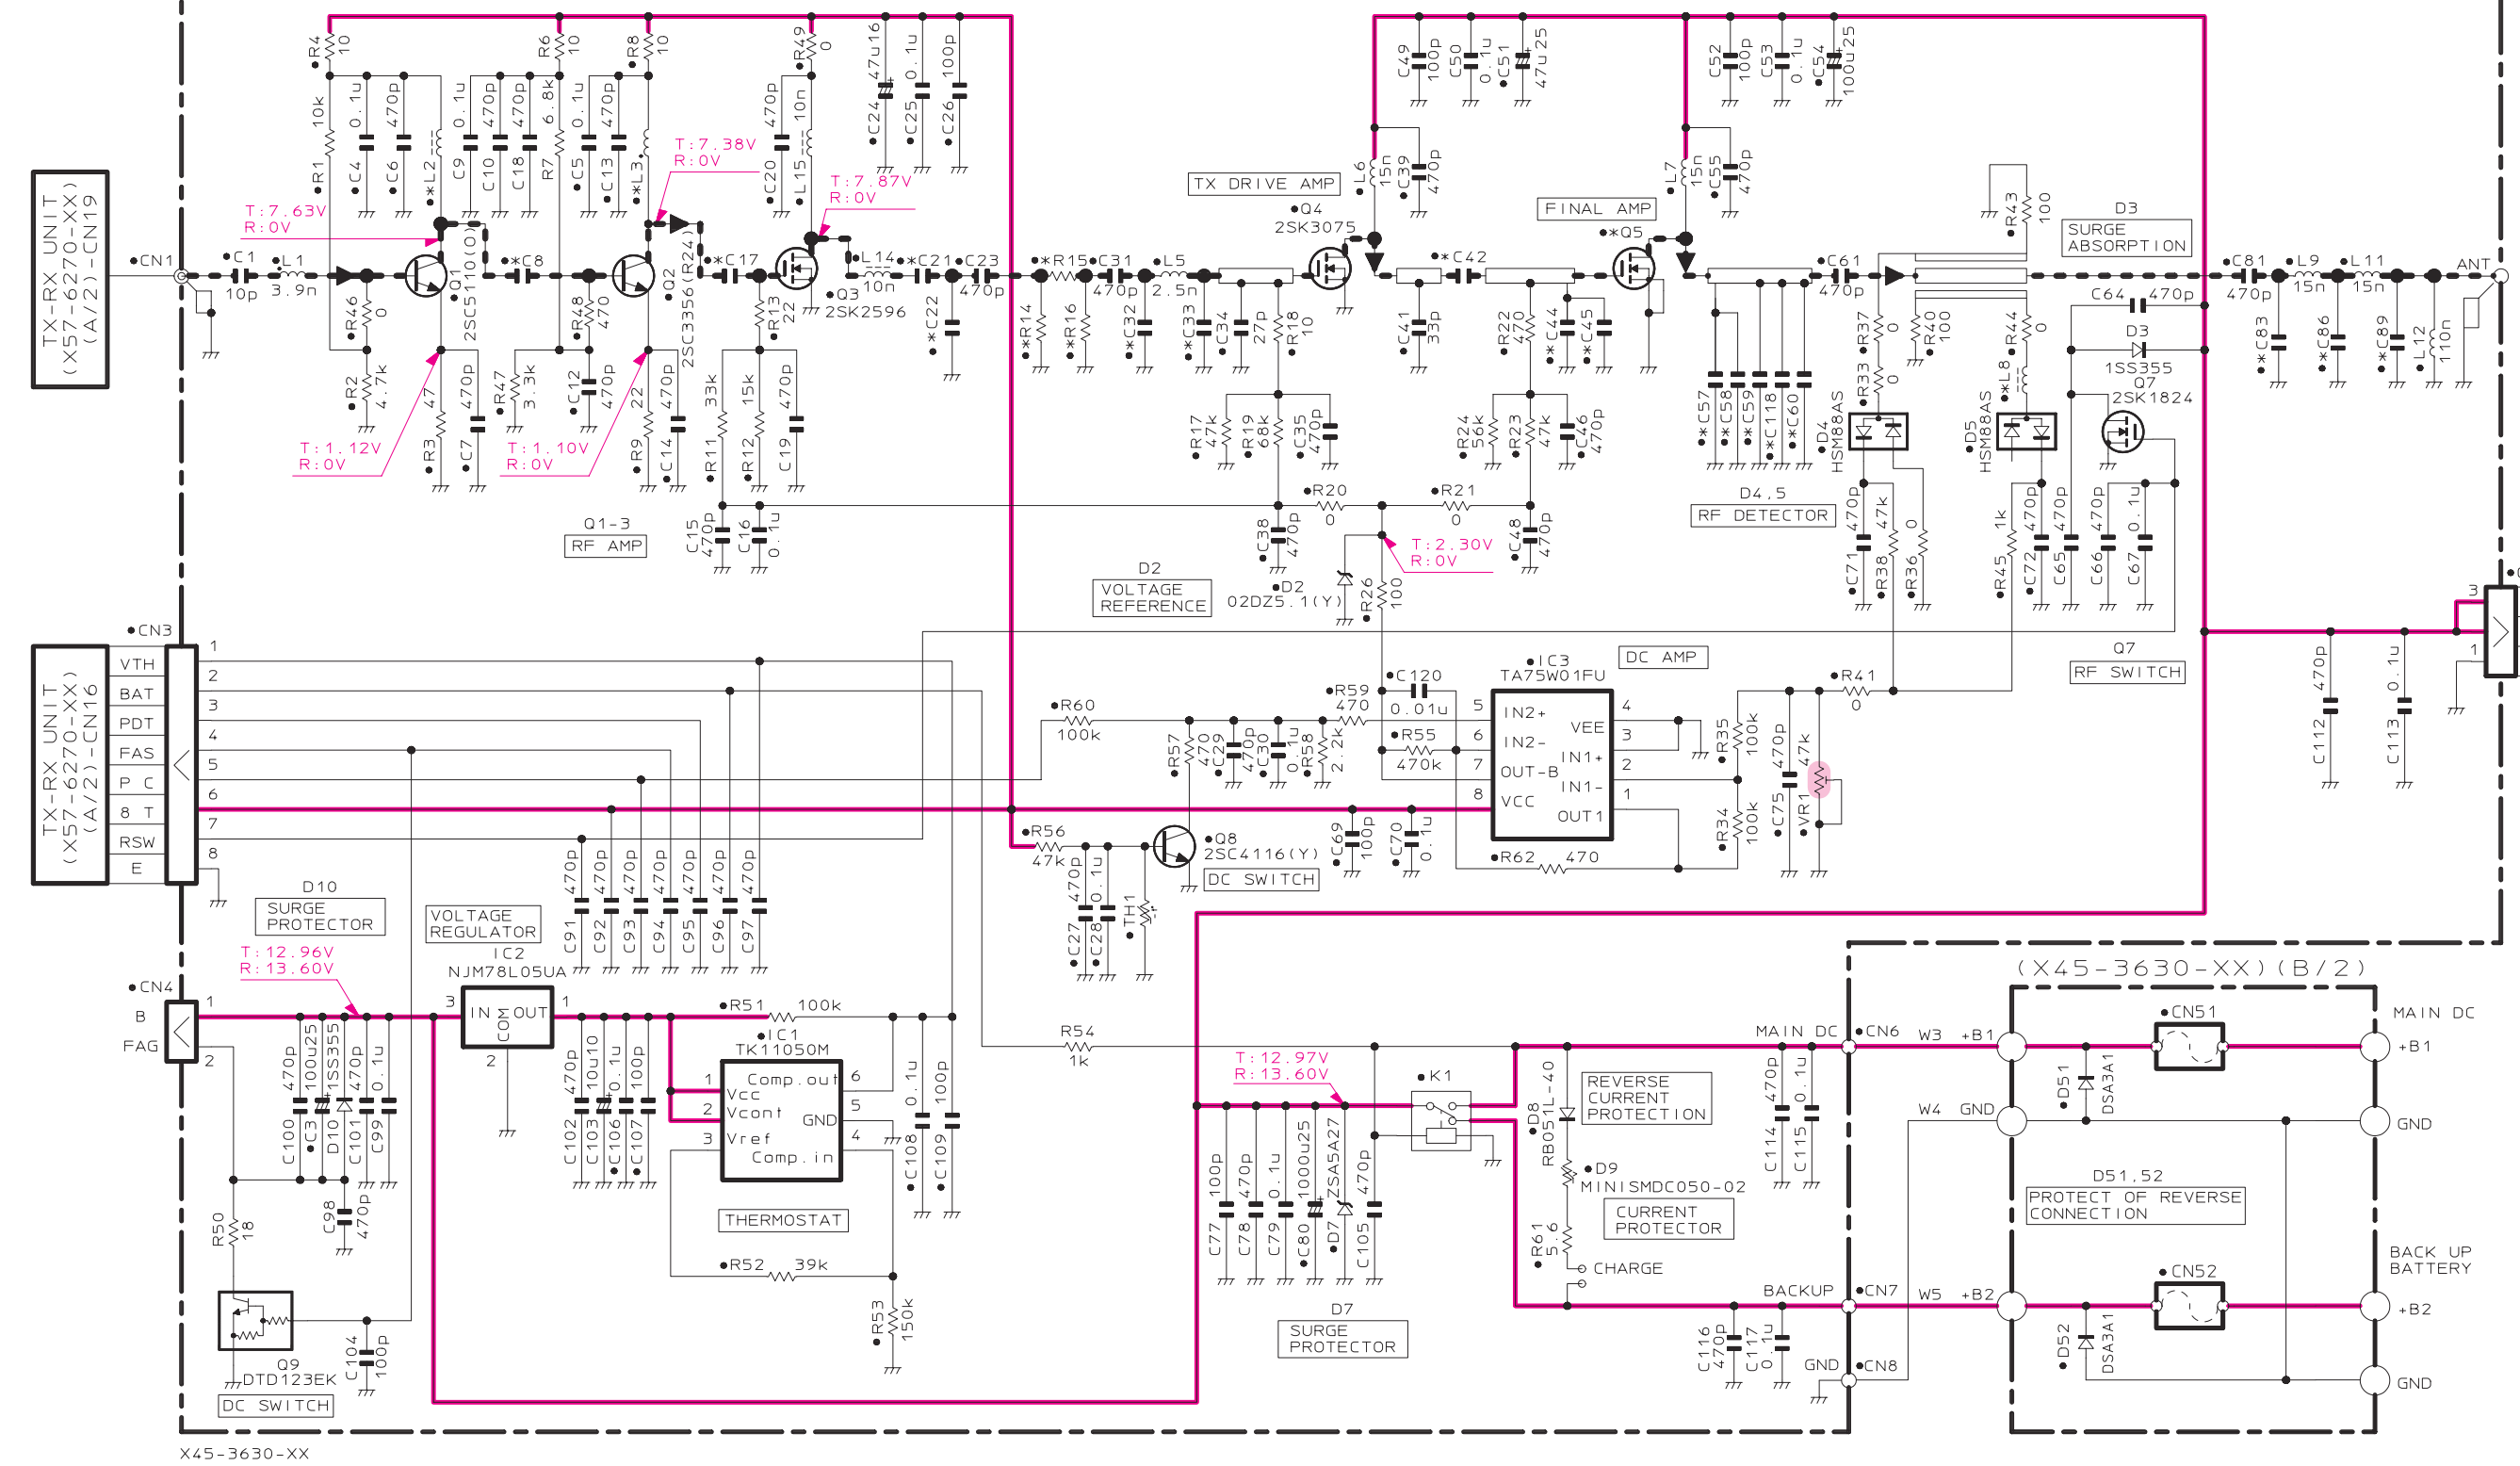 TX-RX UNIT
(X57-6270-XX)
(A/2)-CN19
CN1
C1
10p
L1
3.9n
R4
10
10k
R1
0.1u
C4
470p
C6
*L2
R46
0
R2
4.7k
T:7.63V
R:0V
T:1.12V
R:0V
Q1
2SC5110(O)
47
R3
470p
C7
R6
10
0.1u
C9
470p
C10
470p
C18
6.8k
R7
*C8
R48
470
R47
3.3k
C12
470p
T:1.10V
R:0V
R8
10
0.1u
C5
470p
C13
*L3
T:7.38V
R:0V
Q2
2SC3356(R24)
22
R9
470p
C14
R49
0
470p
C20
10n
L15
T:7.87V
R:0V
*C17
R13
22
Q3
2SK2596
33k
R11
15k
R12
470p
C19
Q1-3
RF AMP
C15
470p
C16
0.1u
47u16
C24
0.1u
C25
100p
C26
L14
10n
*C21
*C22
C23
470p
*R15
*R14
*R16
C31
470p
*C32
L5
2.5n
*C33
C34
27p
R18
10
TX DRIVE AMP
Q4
2SK3075
L6
15n
C39
470p
C49
100p
C50
0.1u
C51
47u25
R17
47k
R19
68k
C35
470p
C41
33p
*C42
R22
470
*C44
*C45
FINAL AMP
*Q5
L7
15n
C55
470p
C52
100p
C53
0.1u
C54
100u25
R24
56k
R23
47k
C46
470p
R20
0
R21
0
C38
470p
C48
470p
T:2.30V
R:0V
D2
VOLTAGE
REFERENCE
D2
02DZ5.1(Y)
R26
100
*C57
*C58
*C59
*C118
*C60
C61
470p
D4,5
RF DETECTOR
R37
0
R33
0
D4
HSM88AS
R43
100
R40
100
R44
0
*L8
D5
HSM88AS
D3
SURGE
ABSORPTION
C64
470p
D3
1SS355
Q7
2SK1824
C71
470p
R38
47k
R36
0
R45
1k
C72
470p
C65
470p
C66
470p
C67
0.1u
Q7
RF SWITCH
C81
470p
L9
15n
L11
15n
ANT
*C83
*C86
*C89
L12
110n
3
1
C112
470p
C113
0.1u
CN3
TX-RX UNIT
(X57-6270-XX)
(A/2)-CN16
VTH
BAT
PDT
FAS
P C
8 T
RSW
E
1
2
3
4
5
6
7
8
R60
100k
R57
470
C29
470p
C30
0.1u
R58
2.2k
R59
470
C120
0.01u
R55
470k
IC3
TA75W01FU
DC AMP
5
6
7
8
IN2+
IN2-
OUT-B
VCC
VEE
IN1+
IN1-
OUT1
4
3
2
1
R35
100k
R34
100k
C75
470p
VR1
47k
R41
0
R62
470
R56
47k
C27
470p
C28
0.1u
TH1
Q8
2SC4116(Y)
DC SWITCH
C69
100p
C70
0.1u
C91
470p
C92
470p
C93
470p
C94
470p
C95
470p
C96
470p
C97
470p
D10
SURGE
PROTECTOR
T:12.96V
R:13.60V
VOLTAGE
REGULATOR
IC2
NJM78L05UA
CN4
B
FAG
1
2
3
IN
COM
OUT
1
2
C100
470p
C3
100u25
D10
1SS355
C101
470p
C99
0.1u
C98
470p
R50
18
Q9
DTD123EK
DC SWITCH
C104
100p
C102
470p
C103
10u10
C106
0.1u
C107
100p
R51
100k
IC1
TK11050M
1
2
3
Vcc
Vcont
Vref
Comp.out
GND
Comp.in
6
5
4
THERMOSTAT
R52
39k
R53
150k
C108
0.1u
C109
100p
R54
1k
T:12.97V
R:13.60V
K1
C77
100p
C78
470p
C79
0.1u
C80
1000u25
D7
ZSA5A27
C105
470p
D7
SURGE
PROTECTOR
REVERSE
CURRENT
PROTECTION
D8
RB051L-40
D9
MINISMDC050-02
CURRENT
PROTECTOR
R61
5.6
CHARGE
MAIN DC
CN6
C114
470p
C115
0.1u
BACKUP
CN7
C116
470p
C117
0.1u
GND
CN8
(X45-3630-XX)(B/2)
W3
+B1
W4
GND
W5
+B2
CN51
MAIN DC
+B1
D51
DSA3A1
GND
D51,52
PROTECT OF REVERSE
CONNECTION
CN52
BACK UP
BATTERY
+B2
D52
DSA3A1
GND
X45-3630-XX